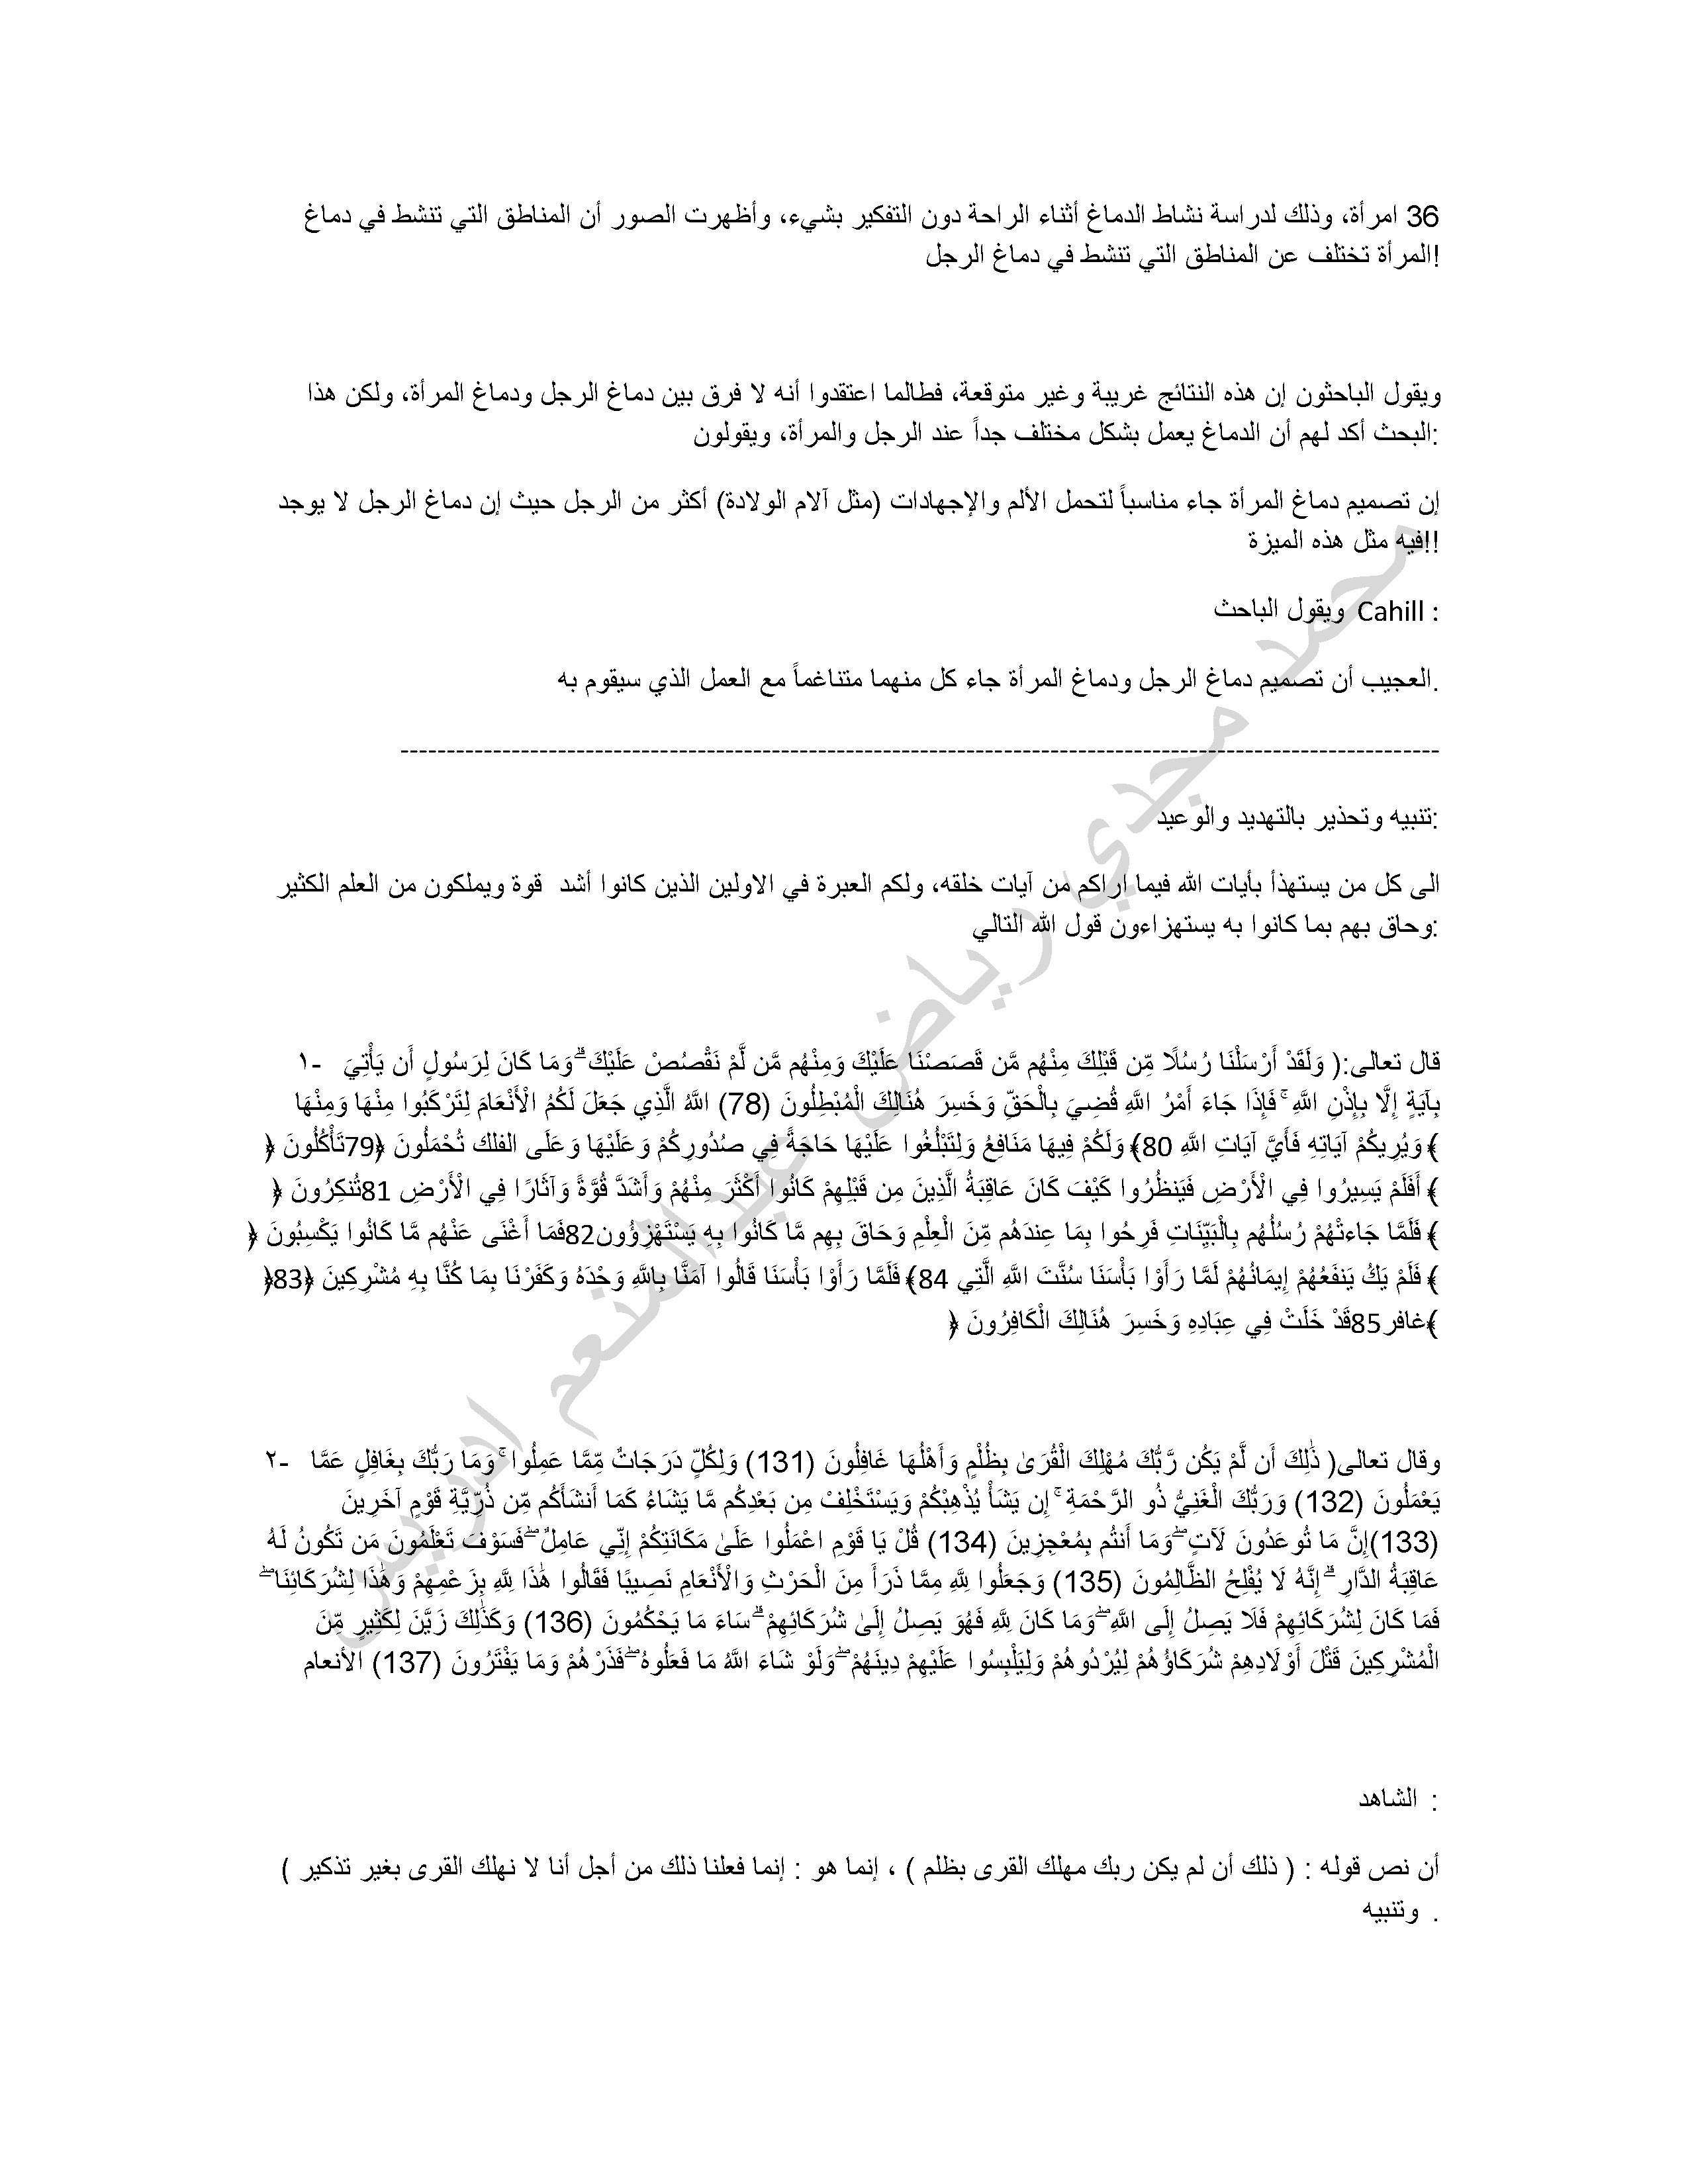 36 امرأة، وذلك لدراسة نشاط الدماغ أثناء الراحة دون التفكير بشيء، وأظهرت الصور أن المناطق التي تنشط في دماغ
!المرأة تختلف عن المناطق التي تنشط في دماغ الرجل
ويقول الباحثون إن هذه النتائج غريبة وغير متوقعة، فطالما اعتقدوا أنه لا فرق بين دماغ الرجل ودماغ المرأة، ولكن هذا
:البحث أكد لهم أن الدماغ يعمل بشكل مختلف جداً عند الرجل والمرأة، ويقولون
إن تصميم دماغ المرأة جاء مناسباً لتحمل الألم والإجهادات (مثل آلام الولادة) أكثر من الرجل حيث إن دماغ الرجل لا يوجد
!!فيه مثل هذه الميزة
: Cahill ويقول الباحث
.العجيب أن تصميم دماغ الرجل ودماغ المرأة جاء كل منهما متناغماً مع العمل الذي سيقوم به
----------------------------------------------------------------------------------------------------------------
:تنبيه وتحذير بالتهديد والوعيد
الى كل من يستهذأ بأيات الله فيما اراكم من آيات خلقه، ولكم العبرة في الاولين الذين كانوا أشد قوة ويملكون من العلم الكثير
:وحاق بهم بما كانوا به يستهزاءون قول الله التالي
قال تعالى:( وَلَقَدْ أَرْسَلْنَا رُسُلًا مِّن قَبْلِكَ مِنْهُم مَّن قَصَصْنَا عَلَيْكَ وَمِنْهُم مَّن لَّمْ نَقْصُصْ عَلَيْكَ ۗ وَمَا كَانَ لِرَسُولٍ أَن يَأْتِيَ -١
بِآيَةٍ إِلَّا بِإِذْنِ اللَّهِ ۚ فَإِذَا جَاءَ أَمْرُ اللَّهِ قُضِيَ بِالْحَقِّ وَخَسِرَ هُنَالِكَ الْمُبْطِلُونَ (78) اللَّهُ الَّذِي جَعَلَ لَكُمُ الْأَنْعَامَ لِتَرْكَبُوا مِنْهَا وَمِنْهَا
﴾ وَيُرِيكُمْ آيَاتِهِ فَأَيَّ آيَاتِ اللَّهِ 80﴾ وَلَكُمْ فِيهَا مَنَافِعُ وَلِتَبْلُغُوا عَلَيْهَا حَاجَةً فِي صُدُورِكُمْ وَعَلَيْهَا وَعَلَى الفلك تُحْمَلُونَ ﴿79تَأْكُلُونَ ﴿
﴾ أَفَلَمْ يَسِيرُوا فِي الْأَرْضِ فَيَنظُرُوا كَيْفَ كَانَ عَاقِبَةُ الَّذِينَ مِن قَبْلِهِمْ كَانُوا أَكْثَرَ مِنْهُمْ وَأَشَدَّ قُوَّةً وَآثَارًا فِي الْأَرْضِ 81تُنكِرُونَ ﴿
﴾ فَلَمَّا جَاءتْهُمْ رُسُلُهُم بِالْبَيِّنَاتِ فَرِحُوا بِمَا عِندَهُم مِّنَ الْعِلْمِ وَحَاقَ بِهِم مَّا كَانُوا بِهِ يَسْتَهْزِؤُون82فَمَا أَغْنَى عَنْهُم مَّا كَانُوا يَكْسِبُونَ ﴿
﴾ فَلَمْ يَكُ يَنفَعُهُمْ إِيمَانُهُمْ لَمَّا رَأَوْا بَأْسَنَا سُنَّتَ اللَّهِ الَّتِي 84﴾ فَلَمَّا رَأَوْا بَأْسَنَا قَالُوا آمَنَّا بِاللَّهِ وَحْدَهُ وَكَفَرْنَا بِمَا كُنَّا بِهِ مُشْرِكِينَ ﴿83﴿
﴾غافر85قَدْ خَلَتْ فِي عِبَادِهِ وَخَسِرَ هُنَالِكَ الْكَافِرُونَ ﴿
وقال تعالى( ذَٰلِكَ أَن لَّمْ يَكُن رَّبُّكَ مُهْلِكَ الْقُرَىٰ بِظُلْمٍ وَأَهْلُهَا غَافِلُونَ (131) وَلِكُلٍّ دَرَجَاتٌ مِّمَّا عَمِلُوا ۚ وَمَا رَبُّكَ بِغَافِلٍ عَمَّا -٢
يَعْمَلُونَ (132) وَرَبُّكَ الْغَنِيُّ ذُو الرَّحْمَةِ ۚ إِن يَشَأْ يُذْهِبْكُمْ وَيَسْتَخْلِفْ مِن بَعْدِكُم مَّا يَشَاءُ كَمَا أَنشَأَكُم مِّن ذُرِّيَّةِ قَوْمٍ آخَرِينَ
(133)إِنَّ مَا تُوعَدُونَ لَآتٍ ۖ وَمَا أَنتُم بِمُعْجِزِينَ (134) قُلْ يَا قَوْمِ اعْمَلُوا عَلَىٰ مَكَانَتِكُمْ إِنِّي عَامِلٌ ۖ فَسَوْفَ تَعْلَمُونَ مَن تَكُونُ لَهُ
عَاقِبَةُ الدَّارِ ۗ إِنَّهُ لَا يُفْلِحُ الظَّالِمُونَ (135) وَجَعَلُوا لِلَّهِ مِمَّا ذَرَأَ مِنَ الْحَرْثِ وَالْأَنْعَامِ نَصِيبًا فَقَالُوا هَٰذَا لِلَّهِ بِزَعْمِهِمْ وَهَٰذَا لِشُرَكَائِنَا ۖ
فَمَا كَانَ لِشُرَكَائِهِمْ فَلَا يَصِلُ إِلَى اللَّهِ ۖ وَمَا كَانَ لِلَّهِ فَهُوَ يَصِلُ إِلَىٰ شُرَكَائِهِمْ ۗ سَاءَ مَا يَحْكُمُونَ (136) وَكَذَٰلِكَ زَيَّنَ لِكَثِيرٍ مِّنَ
الْمُشْرِكِينَ قَتْلَ أَوْلَادِهِمْ شُرَكَاؤُهُمْ لِيُرْدُوهُمْ وَلِيَلْبِسُوا عَلَيْهِمْ دِينَهُمْ ۖ وَلَوْ شَاءَ اللَّهُ مَا فَعَلُوهُ ۖ فَذَرْهُمْ وَمَا يَفْتَرُونَ (137) الأنعام
: الشاهد
أن نص قوله : ( ذلك أن لم يكن ربك مهلك القرى بظلم ) ، إنما هو : إنما فعلنا ذلك من أجل أنا لا نهلك القرى بغير تذكير )
. وتنبيه
محمد مجدي رياض عبد المنعم ادريس